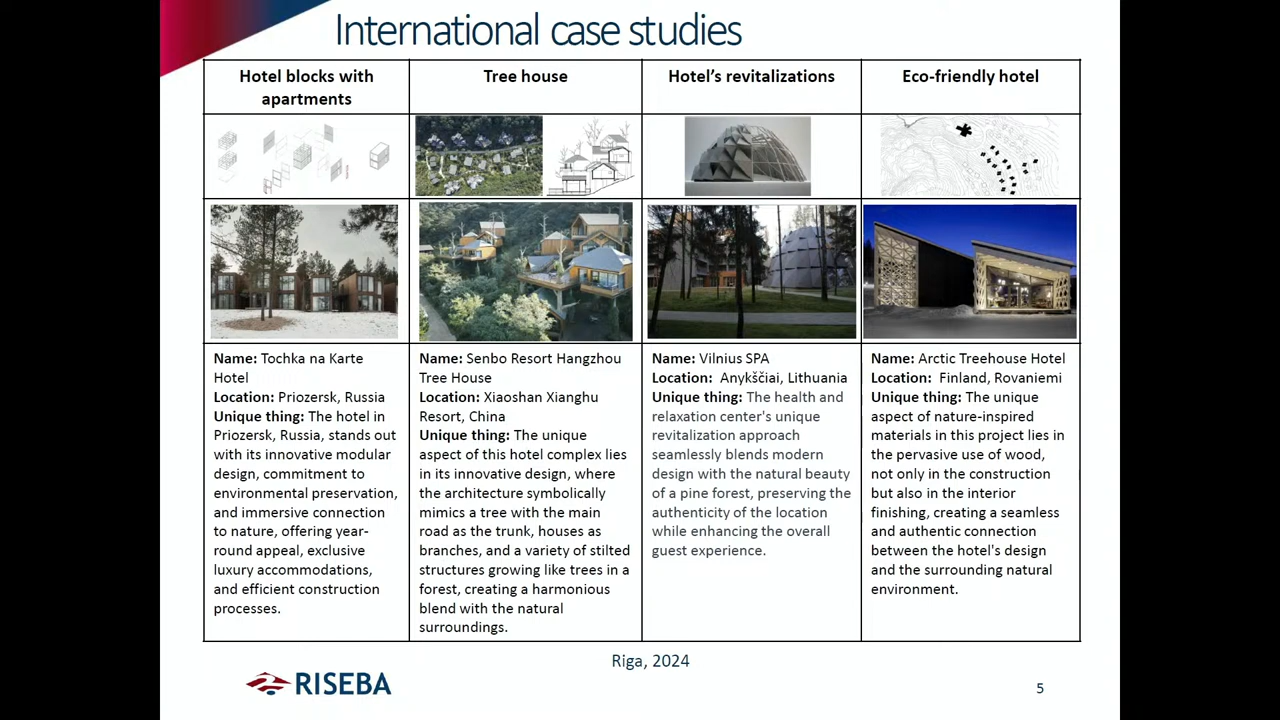 International case studies
Hotel blocks with
apartments
Tree house
Hotel's revitalizations
Eco-friendly hotel
Name: Tochka na Karte
Hotel
Location: Priozersk, Russia
Unique thing: The hotel in
Priozersk, Russia, stands out
with its innovative modular
design, commitment to
environmental preservation,
and immersive connection
to nature, offering year-
round appeal, exclusive
luxury accommodations,
and efficient construction
processes.
Name: Senbo Resort Hangzhou
Tree House
Location: Xiaoshan Xianghu
Resort, China
Unique thing: The unique
aspect of this hotel complex lies
in its innovative design, where
the architecture symbolically
mimics a tree with the main
road as the trunk, houses as
branches, and a variety of stilted
structures growing like trees in a
forest, creating a harmonious
blend with the natural
surroundings.
Name: Vilnius SPA
Location: Anykščiai, Lithuania
Unique thing: The health and
relaxation center's unique
revitalization approach
seamlessly blends modern
design with the natural beauty
of a pine forest, preserving the
authenticity of the location
while enhancing the overall
guest experience.
Name: Arctic Treehouse Hotel
Location: Finland, Rovaniemi
Unique thing: The unique
aspect of nature-inspired
materials in this project lies in
the pervasive use of wood,
not only in the construction
but also in the interior
finishing, creating a seamless
and authentic connection
between the hotel's design
and the surrounding natural
environment.
Riga, 2024
RISEBA
5